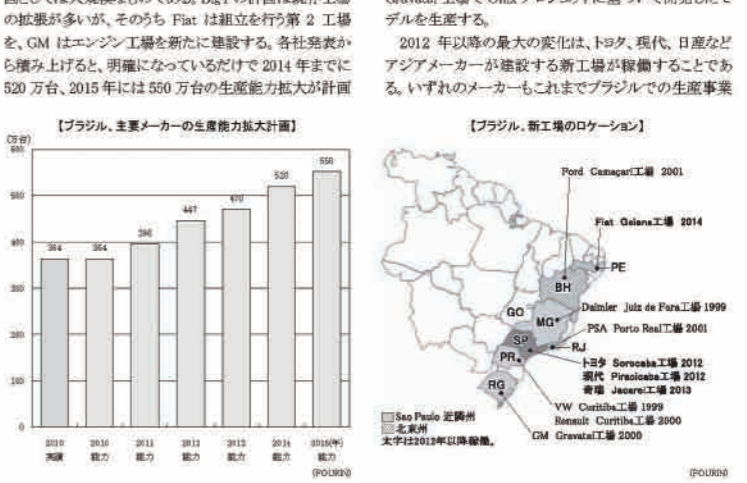 の拡張が多いが、そのうち Fiat は組立を行う第 2 工場
を、GM はエンジン工場を新たに建設する。各社発表か
ら積み上げると、明確になっているだけで 2014 年までに
520 万台、2015 年には 550 万台の生産能力拡大が計画
デルを生産する。
2012 年以降の最大の変化は、トヨタ、現代、日産など
アジアメーカーが建設する新工場が稼働することであ
る。いずれのメーカーもこれまでブラジルでの生産事業
【ブラジル、主要メーカーの生産能力拡大計画】
(万台)
600
500
400
300
200
100
0
364
364
396
447
470
520
550
2010 2010 2011 2012 2013 2014 2015(年)
実績 能力 能力 能力 能力 能力 能力
(FOURIN)
【ブラジル、新工場のロケーション】
Ford Camaçari工場 2001
Fiat Goiana工場 2014
PE
BH
GO
MG
Daimler Juiz de Fora工場 1999
PSA Porto Real工場 2001
SP
RJ
PR
トヨタ Sorocaba工場 2012
現代 Piracicaba工場 2012
奇瑞 Jacarei工場 2013
RG
VW Curitiba工場 1999
Renault Curitiba工場 2000
GM Gravatai工場 2000
Sao Paulo 近隣州
北東州
太字は2012年以降稼働。
(FOURIN)